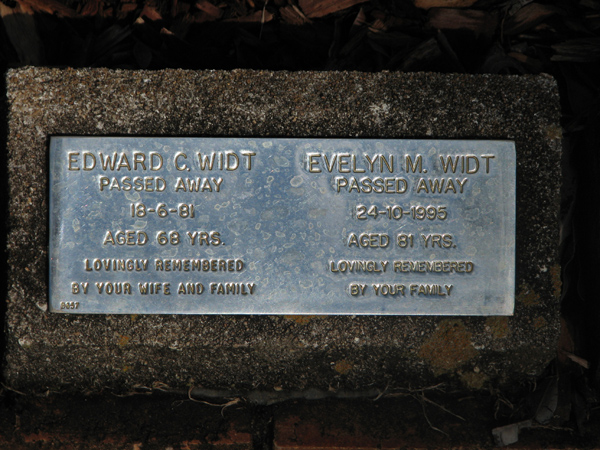 EDWARD C. WIDT
PASSED AWAY
18-6-81
AGED 68 YRS.
LOVINGLY REMEMBERED
BY YOUR WIFE AND FAMILY
EVELYN M. WIDT
PASSED AWAY
24-10-1995
AGED 81 YRS.
LOVINGLY REMEMBERED
BY YOUR FAMILY